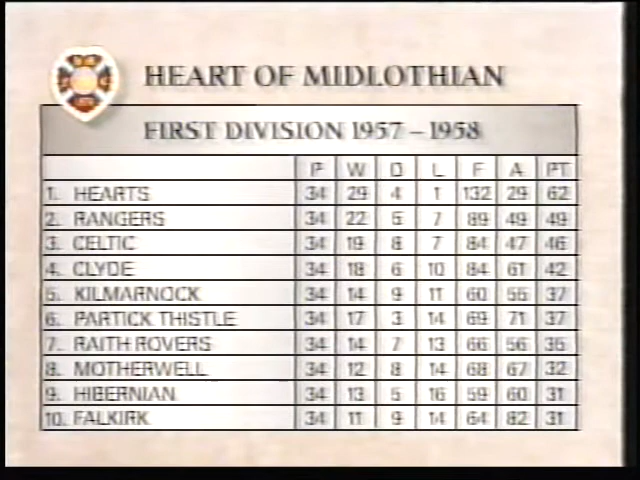 HEART OF MIDLOTHIAN
FIRST DIVISION 1957 – 1958
P W D L F A PT
1. HEARTS 34 29 4 1 132 29 62
2. RANGERS 34 22 5 7 89 49 49
3. CELTIC 34 19 8 7 84 47 46
4. CLYDE 34 18 6 10 84 61 42
5. KILMARNOCK 34 14 9 11 60 55 37
6. PARTICK THISTLE 34 17 3 14 69 71 37
7. RAITH ROVERS 34 14 7 13 66 56 35
8. MOTHERWELL 34 12 8 14 68 67 32
9. HIBERNIAN 34 13 5 16 59 60 31
10. FALKIRK 34 11 9 14 64 82 31